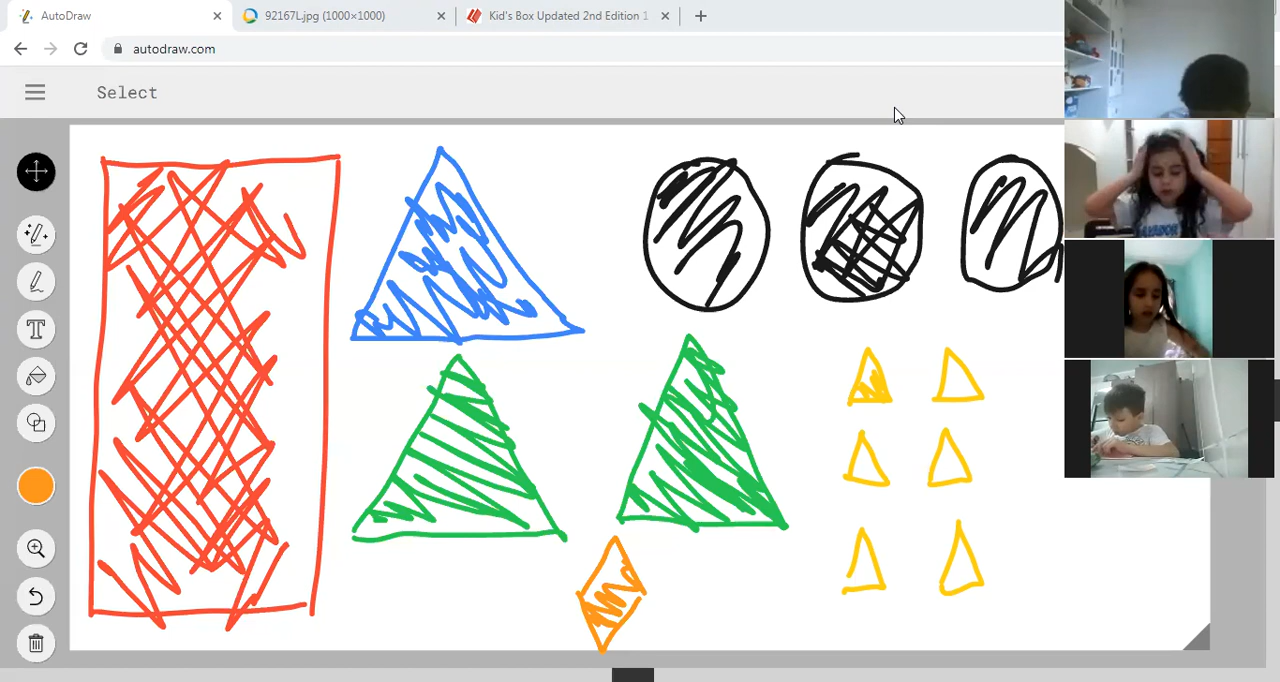 AutoDraw
92167L.jpg (1000×1000)
Kid's Box Updated 2nd Edition 1
autodraw.com
Select
T